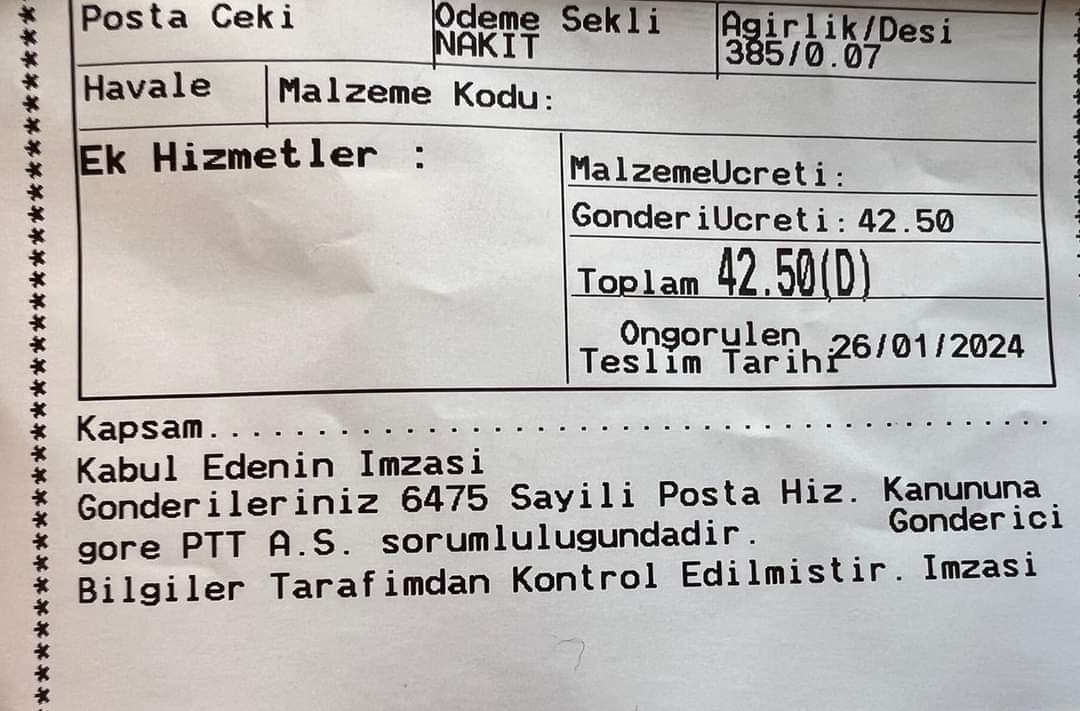 Posta Ceki
Odeme Sekli
NAKIT
Agirlik/Desi
385/0.07
Havale
Malzeme Kodu:
Ek Hizmetler :
MalzemeUcreti:
GonderiUcreti: 42.50
Toplam 42.50(D)
Ongorulen
Teslim Tarihi 26/01/2024
Kapsam.......................................
Kabul Edenin Imzasi
Gonderileriniz 6475 Sayili Posta Hiz. Kanununa
gore PTT A.S. sorumlulugundadir.
Gonderici
Bilgiler Tarafimdan Kontrol Edilmistir. Imzasi